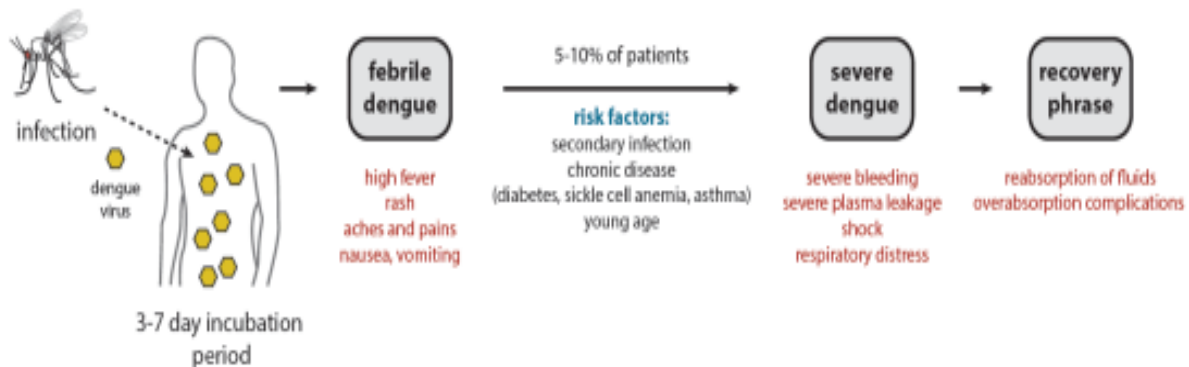 infection
dengue
virus
3-7 day incubation
period
febrile
dengue
high fever
rash
aches and pains
nausea, vomiting
5-10% of patients
risk factors:
secondary infection
chronic disease
(diabetes, sickle cell anemia, asthma)
young age
severe
dengue
severe bleeding
severe plasma leakage
shock
respiratory distress
recovery
phrase
reabsorption of fluids
overabsorption complications